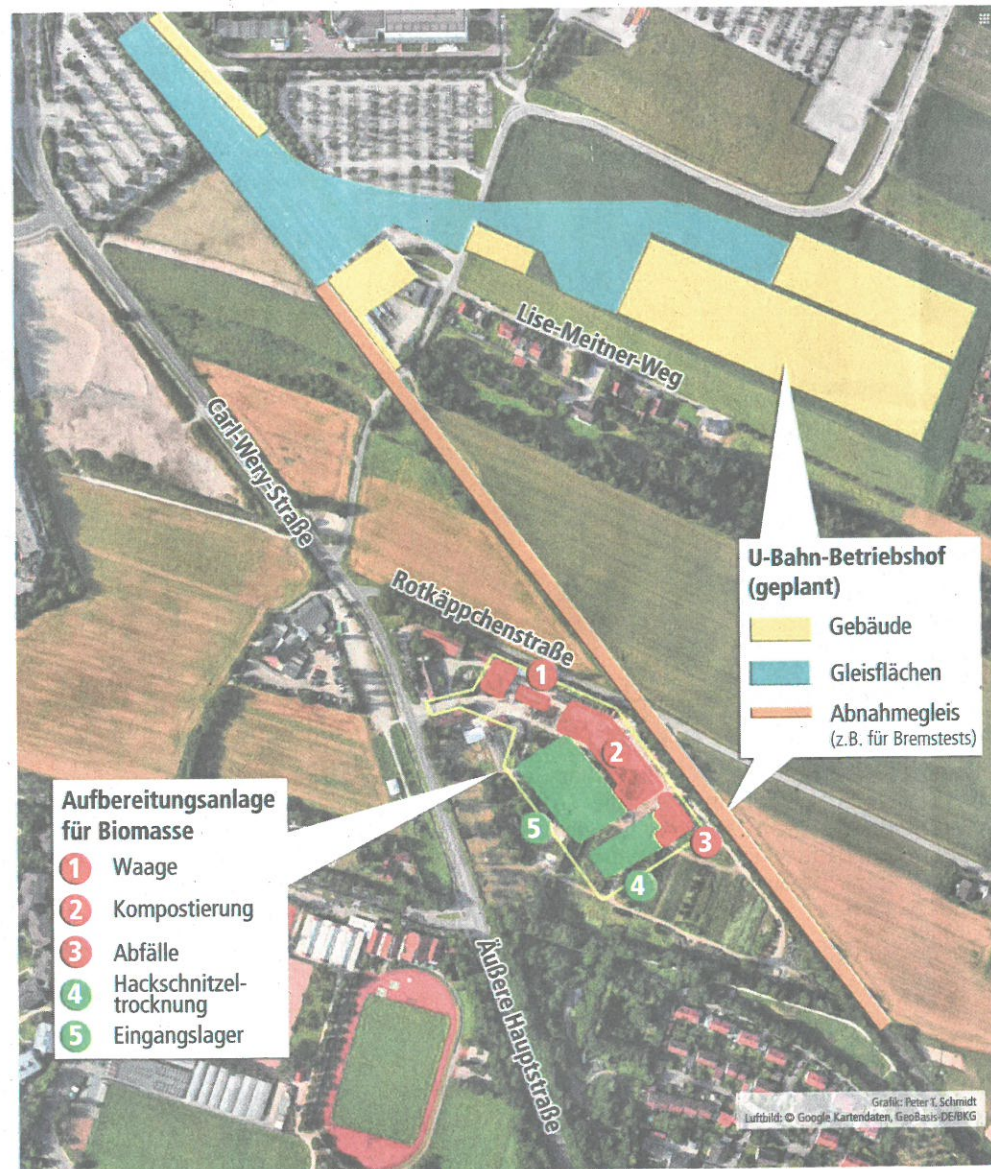 Lise-Meitner-Weg
Carl-Wery-Straße
Rotkäppchenstraße
U-Bahn-Betriebshof
(geplant)
Gebäude
Gleisflächen
Abnahmegleis
(z.B. für Bremstests)
1
2
3
4
5
Aufbereitungsanlage
für Biomasse
1 Waage
2 Kompostierung
3 Abfälle
4 Hackschnitzel-
trocknung
5 Eingangslager
Äußere Hauptstraße
Grafik: Peter T. Schmidt
Luftbild: © Google Kartendaten, GeoBasis-DE/BKG